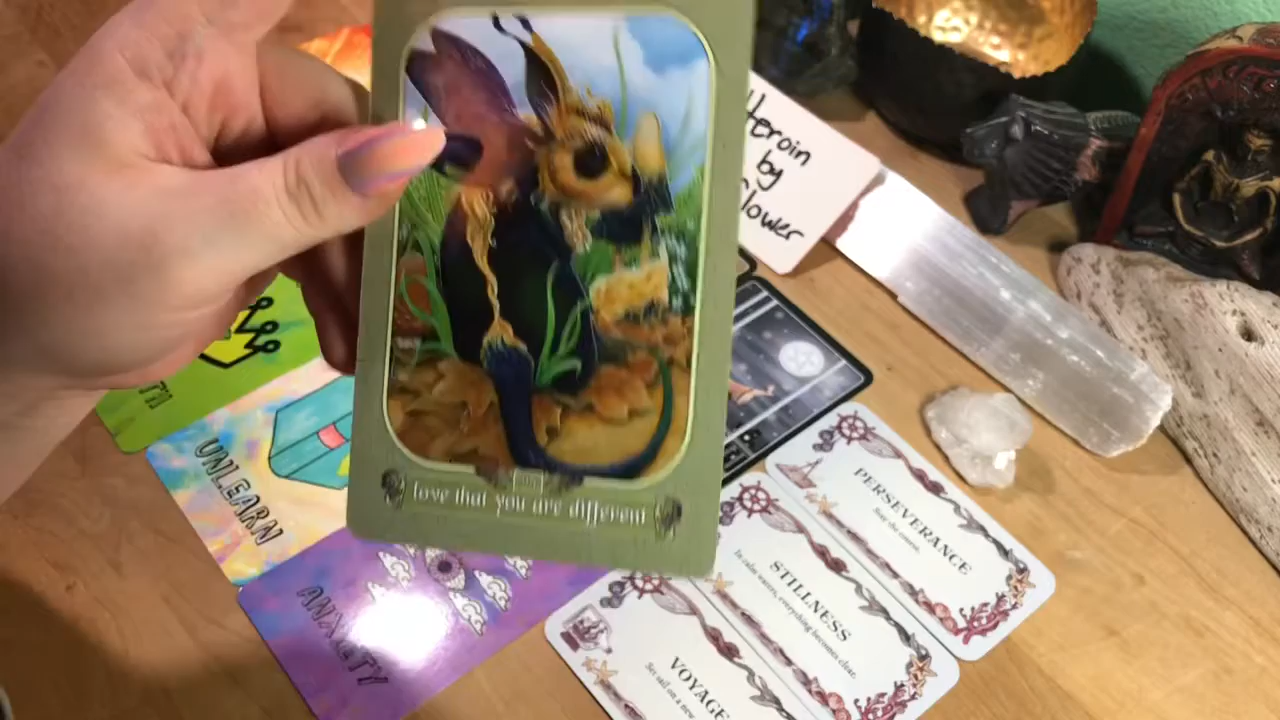 Heroin
by
flower
love that you are different
UNLEARN
ANXIETY
PERSEVERANCE
Stay the course.
STILLNESS
In calm waters, everything becomes clear.
VOYAGE
Set sail on a new